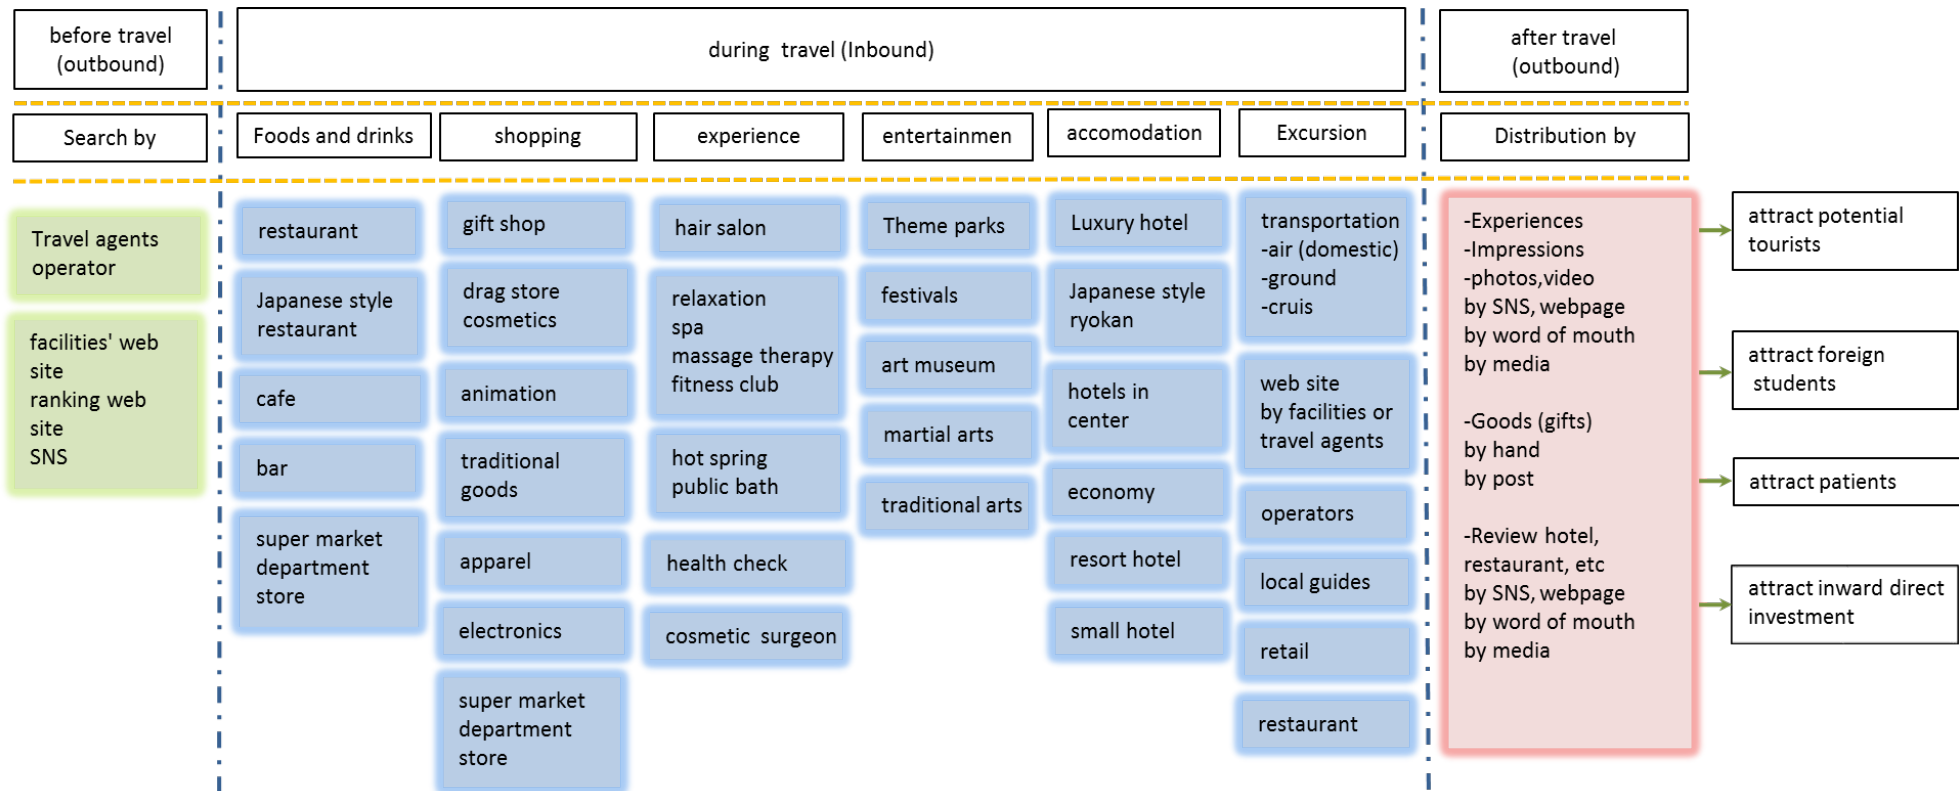 before travel
(outbound)
during travel (Inbound)
after travel
(outbound)
Search by
Foods and drinks
shopping
experience
entertainmen
accomodation
Excursion
Distribution by
Travel agents
operator
facilities' web
site
ranking web
site
SNS
restaurant
Japanese style
restaurant
cafe
bar
super market
department
store
gift shop
drag store
cosmetics
animation
traditional
goods
apparel
electronics
super market
department
store
hair salon
relaxation
spa
massage therapy
fitness club
hot spring
public bath
health check
cosmetic surgeon
Theme parks
festivals
art museum
martial arts
traditional arts
Luxury hotel
Japanese style
ryokan
hotels in
center
economy
resort hotel
small hotel
transportation
-air (domestic)
-ground
-cruis
web site
by facilities or
travel agents
operators
local guides
retail
restaurant
-Experiences
-Impressions
-photos,video
by SNS, webpage
by word of mouth
by media
-Goods (gifts)
by hand
by post
-Review hotel,
restaurant, etc
by SNS, webpage
by word of mouth
by media
attract potential
tourists
attract foreign
students
attract patients
attract inward direct
investment